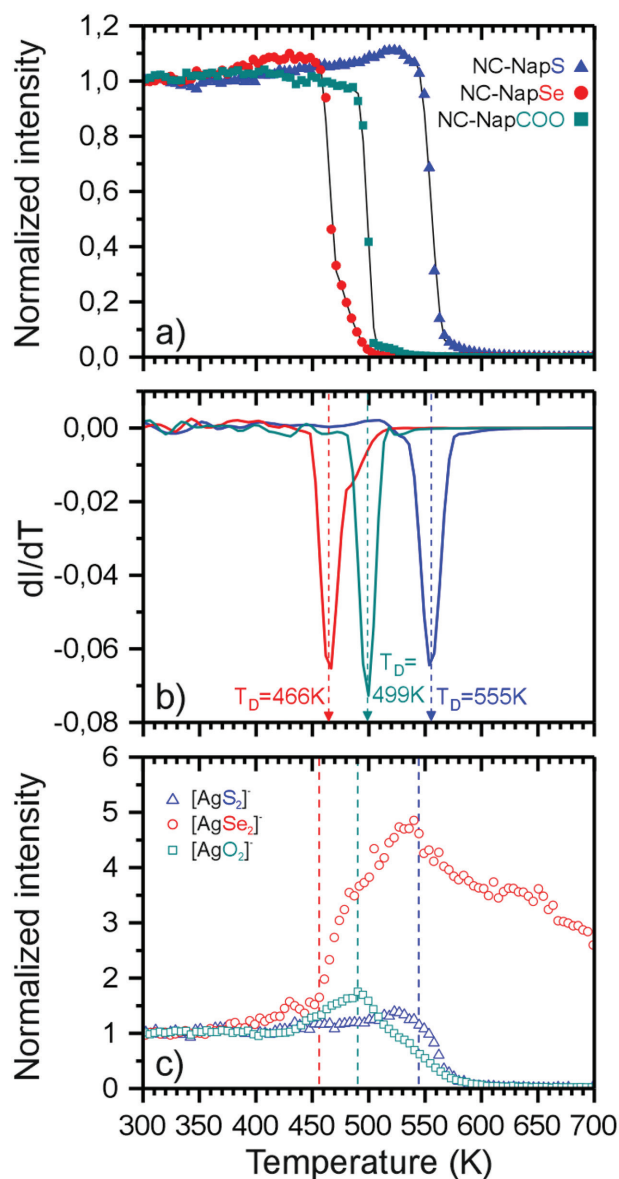 1,2
1,0
0,8
0,6
0,4
0,2
0,0
Normalized intensity
NC-NapS
NC-NapSe
NC-NapCOO
a)
0,00
-0,02
-0,04
-0,06
-0,08
dI/dT
T_D=466K
T_D=
499K
T_D=555K
b)
6
5
4
3
2
1
0
Normalized intensity
[AgS₂]⁻
[AgSe₂]⁻
[AgO₂]⁻
c)
300 350 400 450 500 550 600 650 700
Temperature (K)